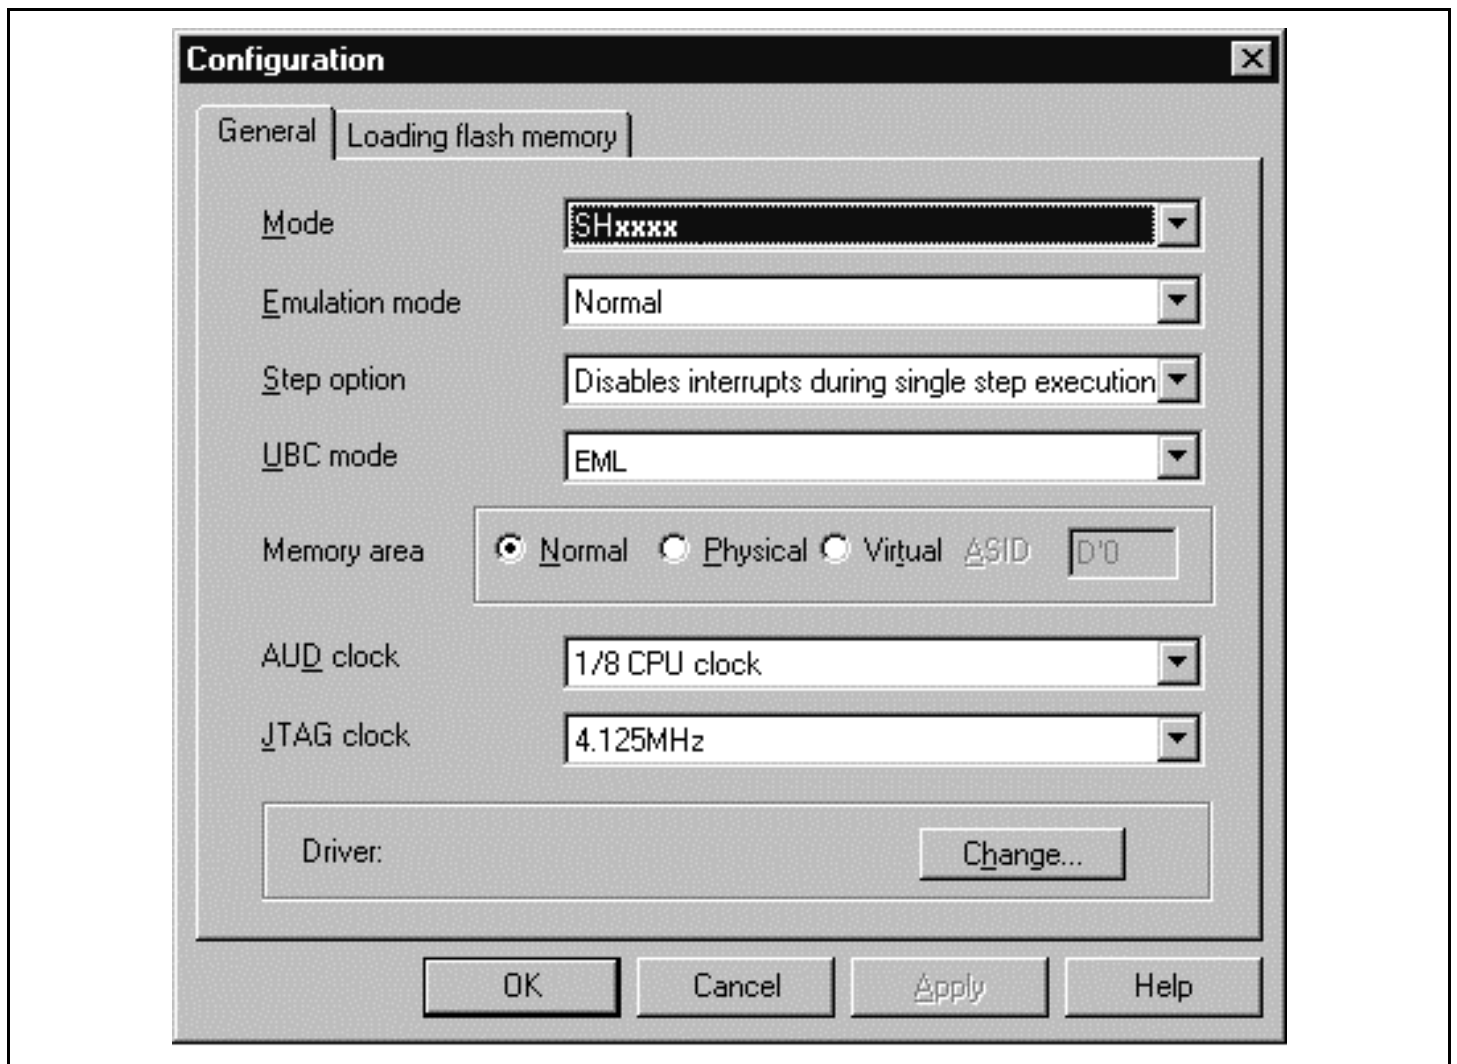 Configuration
General Loading flash memory
Mode SHxxxx
Emulation mode Normal
Step option Disables interrupts during single step execution
UBC mode EML
Memory area Normal Physical Virtual ASID D'0
AUD clock 1/8 CPU clock
JTAG clock 4.125MHz
Driver: Change...
OK Cancel Apply Help